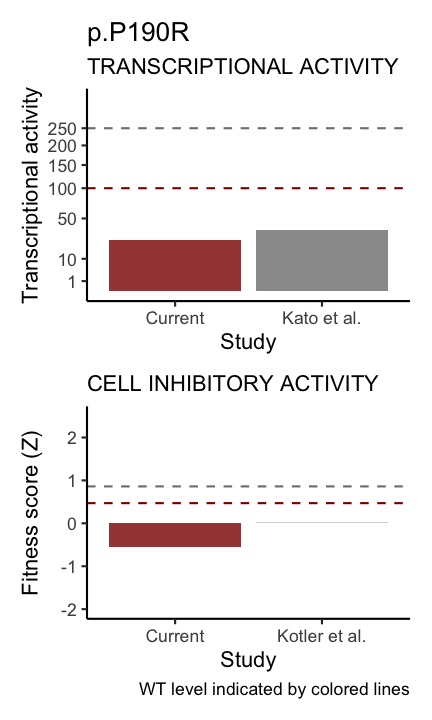 p.P190R
TRANSCRIPTIONAL ACTIVITY
Transcriptional activity
250
200
150
100
50
10
1
Current
Kato et al.
Study
CELL INHIBITORY ACTIVITY
Fitness score (Z)
2
1
0
-1
-2
Current
Kotler et al.
Study
WT level indicated by colored lines